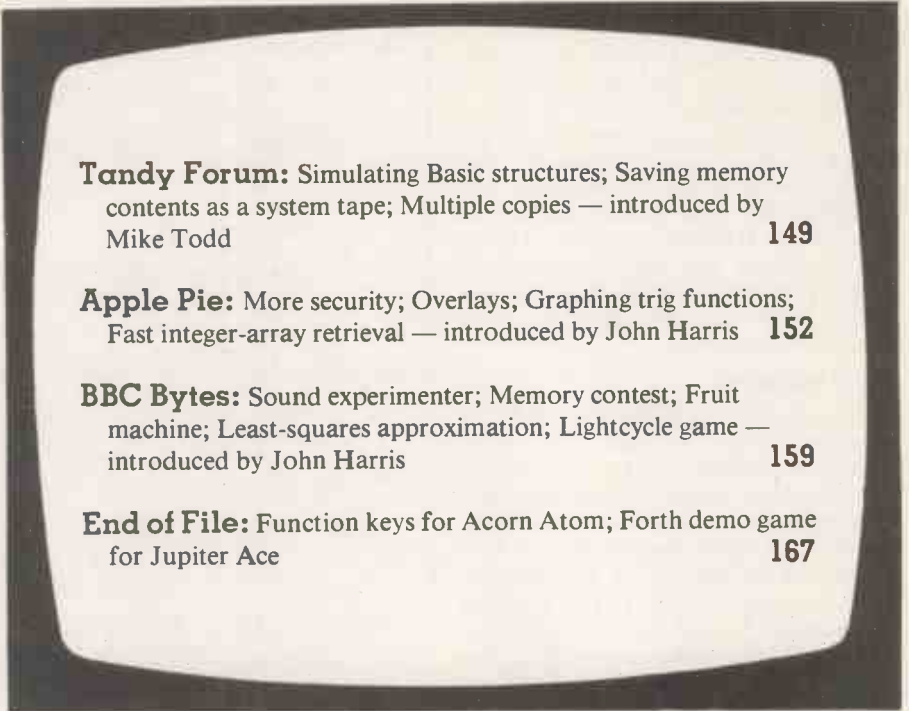 Tandy Forum: Simulating Basic structures; Saving memory
contents as a system tape; Multiple copies — introduced by
Mike Todd 149
Apple Pie: More security; Overlays; Graphing trig functions;
Fast integer-array retrieval — introduced by John Harris 152
BBC Bytes: Sound experimenter; Memory contest; Fruit
machine; Least-squares approximation; Lightcycle game —
introduced by John Harris 159
End of File: Function keys for Acorn Atom; Forth demo game
for Jupiter Ace 167